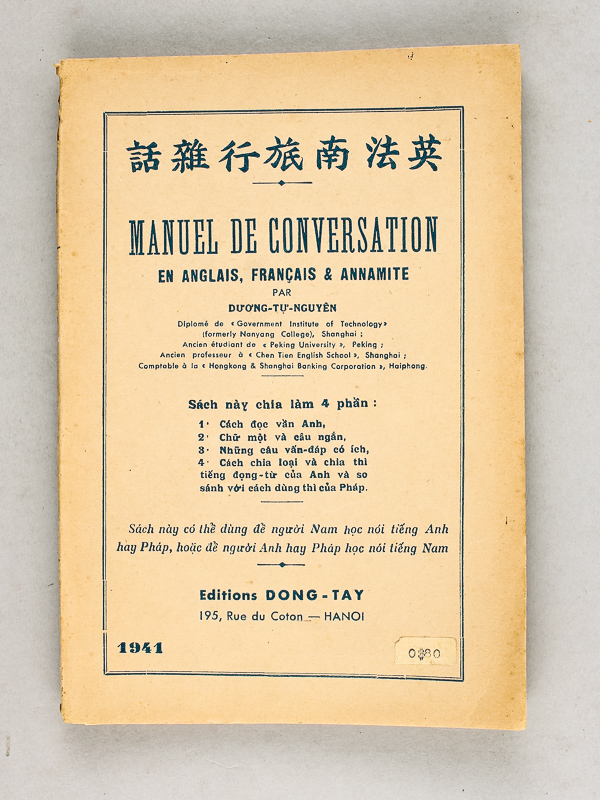 話雜行旅南法英
MANUEL DE CONVERSATION
EN ANGLAIS, FRANÇAIS & ANNAMITE
PAR
DƯƠNG-TỰ-NGUYÊN
Diplomé de « Government Institute of Technology»
(formerly Nanyang College), Shanghai ;
Ancien étudiant de « Peking University », Peking ;
Ancien professeur à « Chen Tien English School », Shanghai ;
Comptable à la « Hongkong & Shanghai Banking Corporation », Haiphong.
Sách này chia làm 4 phần :
1· Cách đọc vần Anh,
2· Chữ một và câu ngắn,
3· Những câu vấn-đáp có ích,
4· Cách chia loại và chia thì
tiếng động-từ của Anh và so
sánh với cách dùng thì của Pháp.
Sách này có thể dùng để người Nam học nói tiếng Anh
hay Pháp, hoặc để người Anh hay Pháp học nói tiếng Nam
Editions DONG-TAY
195, Rue du Coton — HANOI
1941
0$80